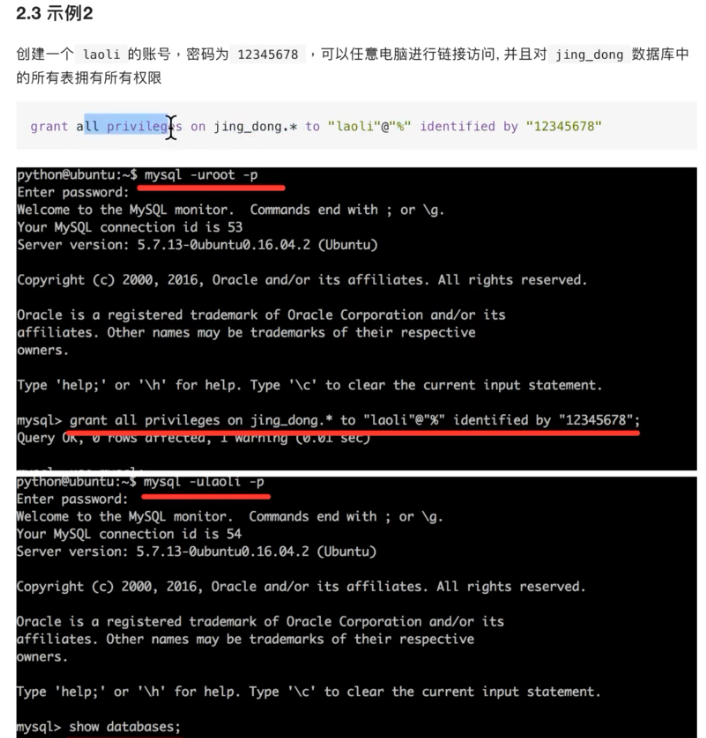 2.3 示例2
创建一个 laoli 的账号，密码为 12345678 ，可以任意电脑进行链接访问, 并且对 jing_dong 数据库中
的所有表拥有所有权限
grant all privileges on jing_dong.* to "laoli"@"%" identified by "12345678"
python@ubuntu:~$ mysql -uroot -p
Enter password:
Welcome to the MySQL monitor.  Commands end with ; or \g.
Your MySQL connection id is 53
Server version: 5.7.13-0ubuntu0.16.04.2 (Ubuntu)
Copyright (c) 2000, 2016, Oracle and/or its affiliates. All rights reserved.
Oracle is a registered trademark of Oracle Corporation and/or its
affiliates. Other names may be trademarks of their respective
owners.
Type 'help;' or '\h' for help. Type '\c' to clear the current input statement.
mysql> grant all privileges on jing_dong.* to "laoli"@"%" identified by "12345678";
Query OK, 0 rows affected, 1 warning (0.01 sec)
python@ubuntu:~$ mysql -ulaoli -p
Enter password:
Welcome to the MySQL monitor.  Commands end with ; or \g.
Your MySQL connection id is 54
Server version: 5.7.13-0ubuntu0.16.04.2 (Ubuntu)
Copyright (c) 2000, 2016, Oracle and/or its affiliates. All rights reserved.
Oracle is a registered trademark of Oracle Corporation and/or its
affiliates. Other names may be trademarks of their respective
owners.
Type 'help;' or '\h' for help. Type '\c' to clear the current input statement.
mysql> show databases;